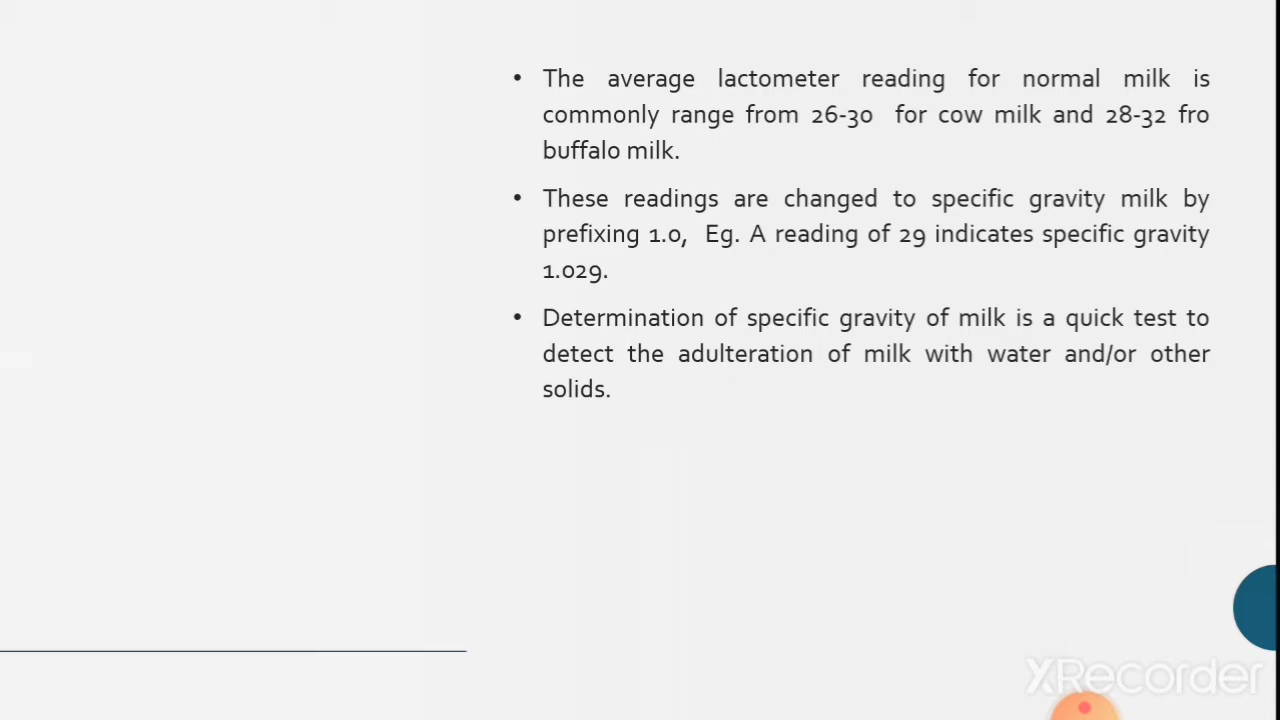 • The average lactometer reading for normal milk is
commonly range from 26-30 for cow milk and 28-32 fro
buffalo milk.
• These readings are changed to specific gravity milk by
prefixing 1.0, Eg. A reading of 29 indicates specific gravity
1.029.
• Determination of specific gravity of milk is a quick test to
detect the adulteration of milk with water and/or other
solids.
XRecorder